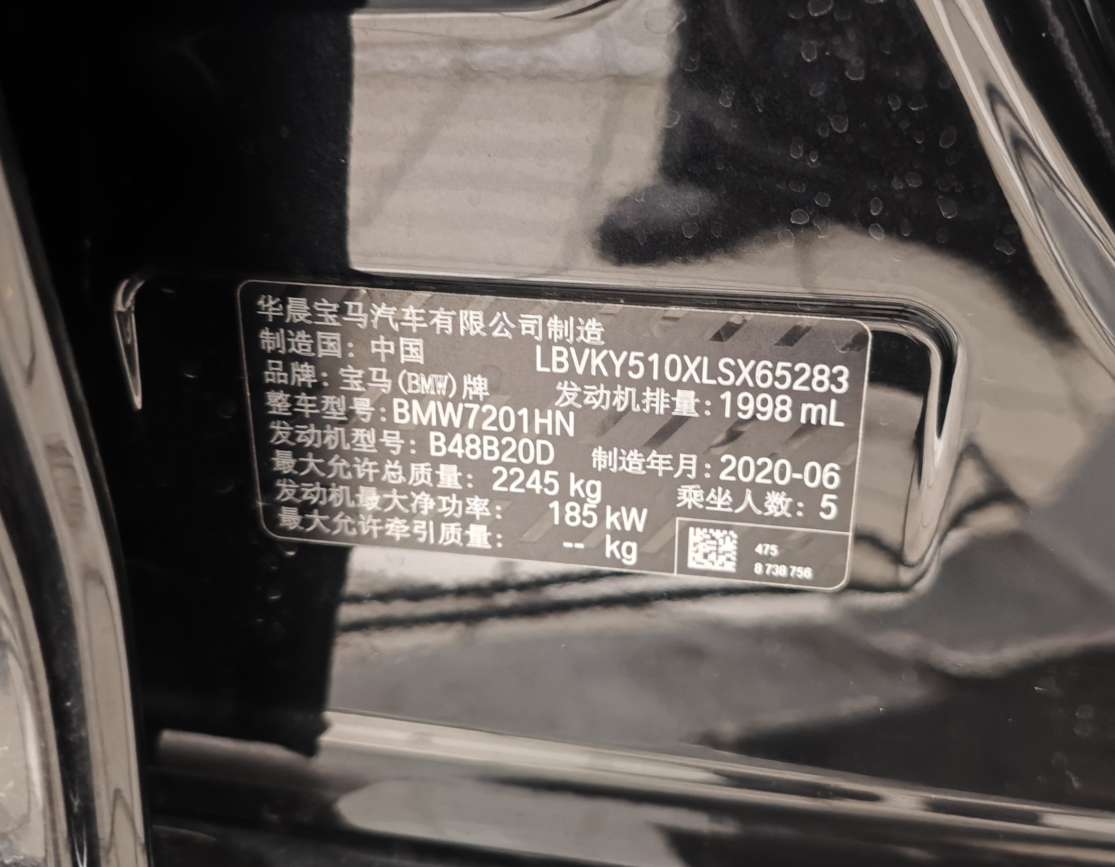 华晨宝马汽车有限公司制造
制造国：中国 LBVKY510XLSX65283
品牌：宝马(BMW)牌 发动机排量：1998 mL
整车型号：BMW7201HN
发动机型号：B48B20D 制造年月：2020-06
最大允许总质量：2245 kg 乘坐人数：5
发动机最大净功率：185 kW
最大允许牵引质量：-- kg
475
8 738 756